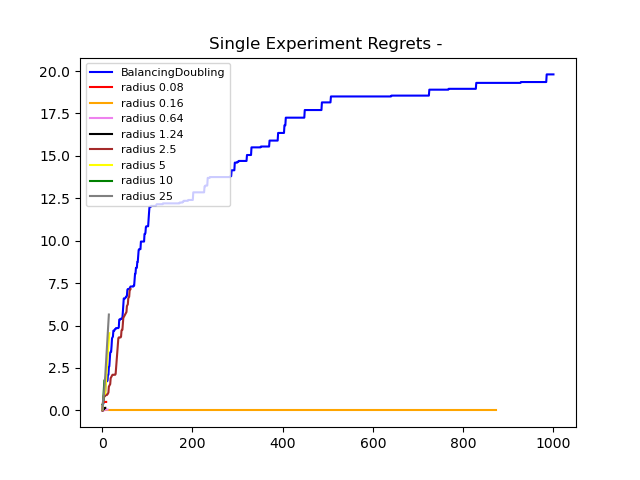 Single Experiment Regrets -
20.0
17.5
15.0
12.5
10.0
7.5
5.0
2.5
0.0
BalancingDoubling
radius 0.08
radius 0.16
radius 0.64
radius 1.24
radius 2.5
radius 5
radius 10
radius 25
0 200 400 600 800 1000